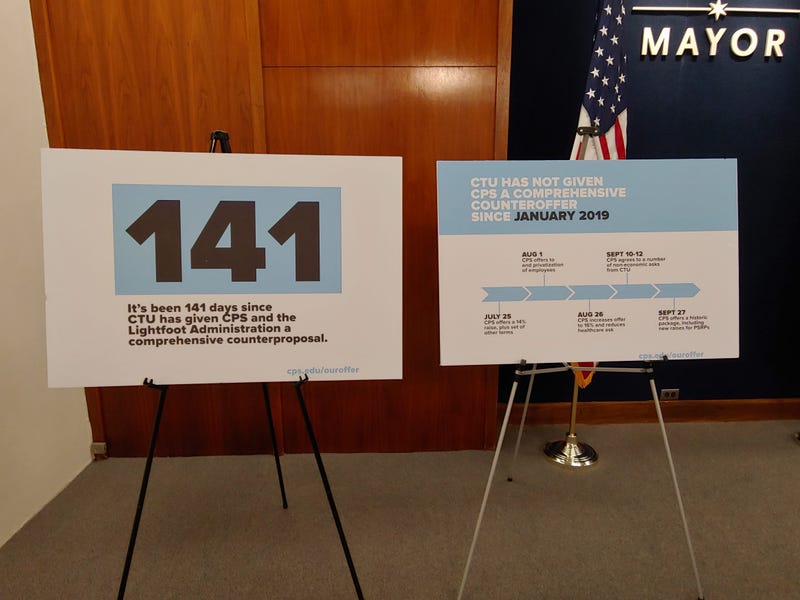 MAYOR
141
It's been 141 days since
CTU has given CPS and the
Lightfoot Administration a
comprehensive counterproposal.
cps.edu/ouroffer
CTU HAS NOT GIVEN
CPS A COMPREHENSIVE
COUNTEROFFER
SINCE JANUARY 2019
AUG 1
CPS offers to
end privatization
of employees
SEPT 10-12
CPS agrees to a number
of non-economic asks
from CTU
JULY 25
CPS offers a 14%
raise, plus set of
other terms
AUG 26
CPS increases offer
to 16% and reduces
healthcare ask
SEPT 27
CPS offers a historic
package, including
new raises for PSRPs
cps.edu/ouroffer